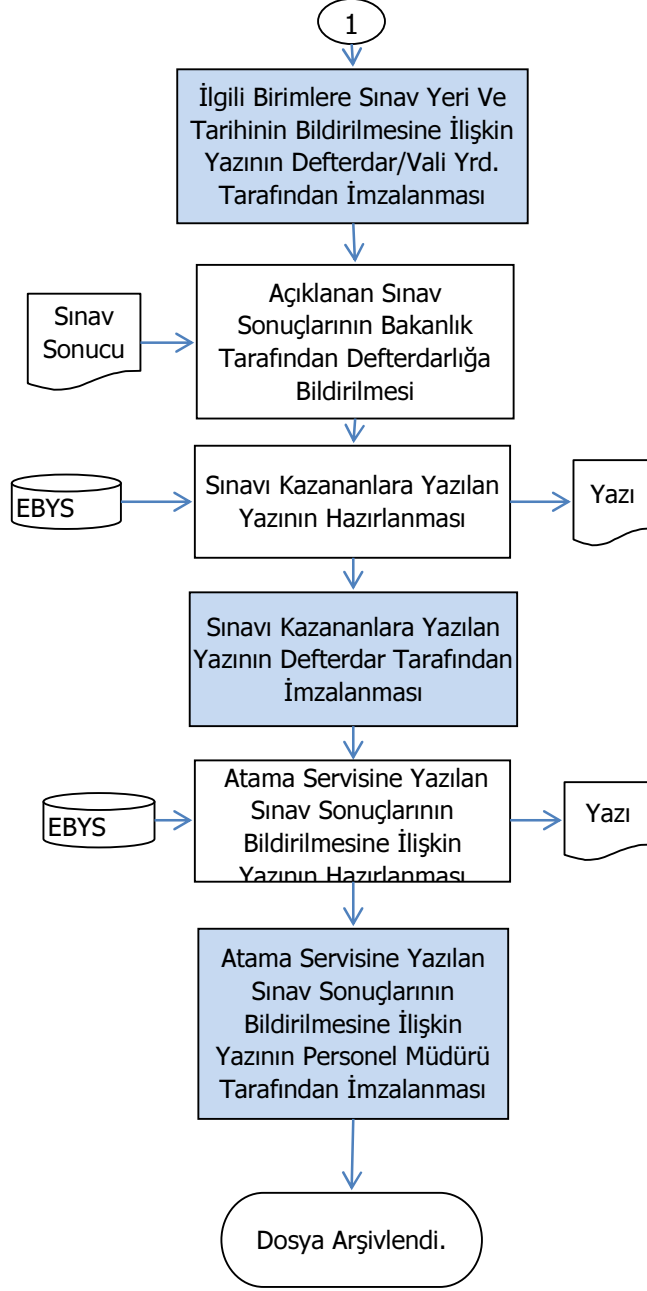 1
İlgili Birimlere Sınav Yeri Ve
Tarihinin Bildirilmesine İlişkin
Yazının Defterdar/Vali Yrd.
Tarafından İmzalanması
Sınav
Sonucu
Açıklanan Sınav
Sonuçlarının Bakanlık
Tarafından Defterdarlığa
Bildirilmesi
EBYS
Sınavı Kazananlara Yazılan
Yazının Hazırlanması
Yazı
Sınavı Kazananlara Yazılan
Yazının Defterdar Tarafından
İmzalanması
EBYS
Atama Servisine Yazılan
Sınav Sonuçlarının
Bildirilmesine İlişkin
Yazının Hazırlanması
Yazı
Atama Servisine Yazılan
Sınav Sonuçlarının
Bildirilmesine İlişkin
Yazının Personel Müdürü
Tarafından İmzalanması
Dosya Arşivlendi.